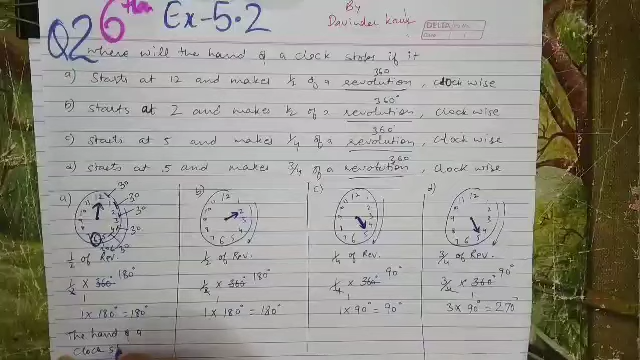 Q2 6th Ex-5.2
By
Davinder Kaur
where will the hand of a clock stops if it
360
a) Starts at 12 and makes 1/2 of a revolution, clockwise
360°
b) starts at 2 and makes 1/2 of a revolution, clockwise
360°
c) starts at 5 and makes 1/4 of a revolution, clockwise
360°
d) starts at 5 and makes 3/4 of a revolution, clockwise
a) b) c) d)
30 30 30 30
1/2 of Rev. 1/2 of Rev. 1/4 of Rev. 3/4 of Rev.
1/2 × 360° 180° 1/2 × 360° 180° 1/4 × 360° 90° 3/4 × 360° 90°
1 × 180° = 180° 1 × 180° = 180° 1 × 90° = 90° 3 × 90° = 270°
The hand of a
clock s